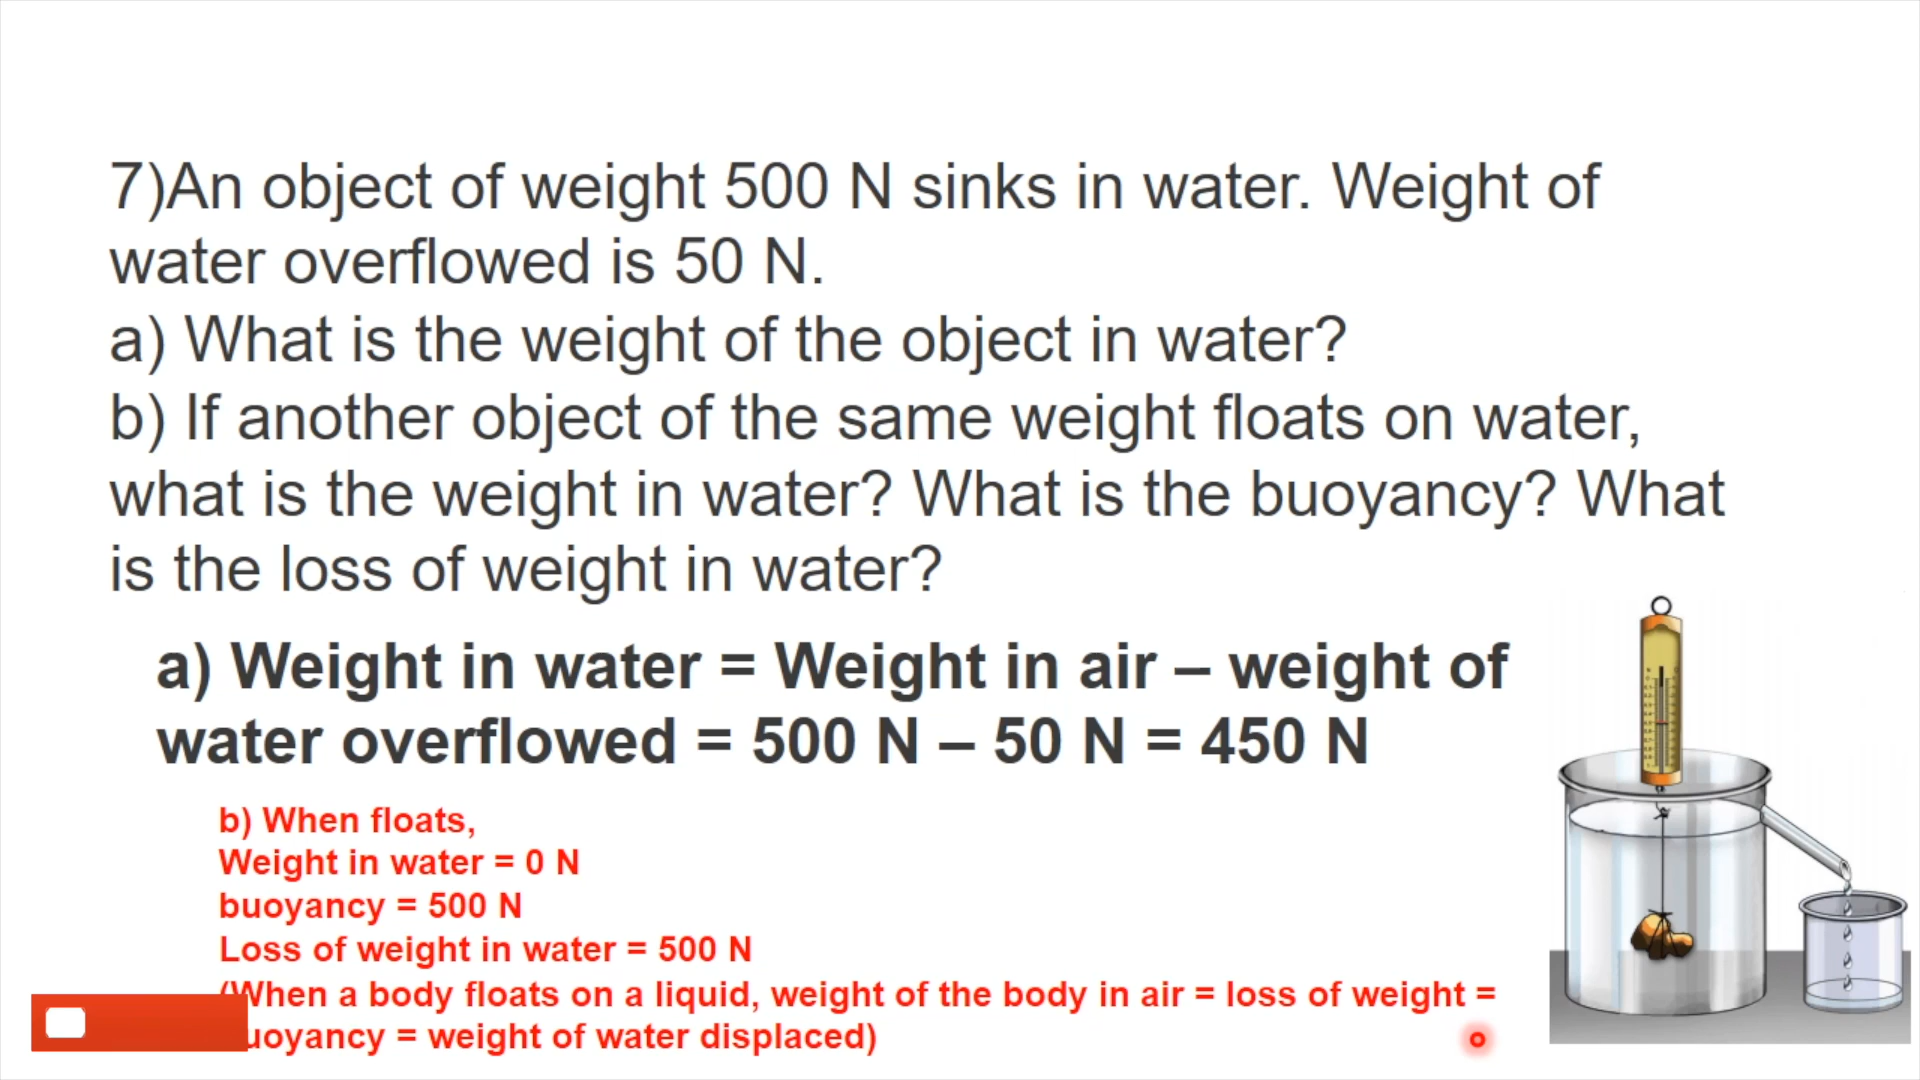 7)An object of weight 500 N sinks in water. Weight of
water overflowed is 50 N.
a) What is the weight of the object in water?
b) If another object of the same weight floats on water,
what is the weight in water? What is the buoyancy? What
is the loss of weight in water?
a) Weight in water = Weight in air – weight of
water overflowed = 500 N – 50 N = 450 N
b) When floats,
Weight in water = 0 N
buoyancy = 500 N
Loss of weight in water = 500 N
(When a body floats on a liquid, weight of the body in air = loss of weight =
uoyancy = weight of water displaced)